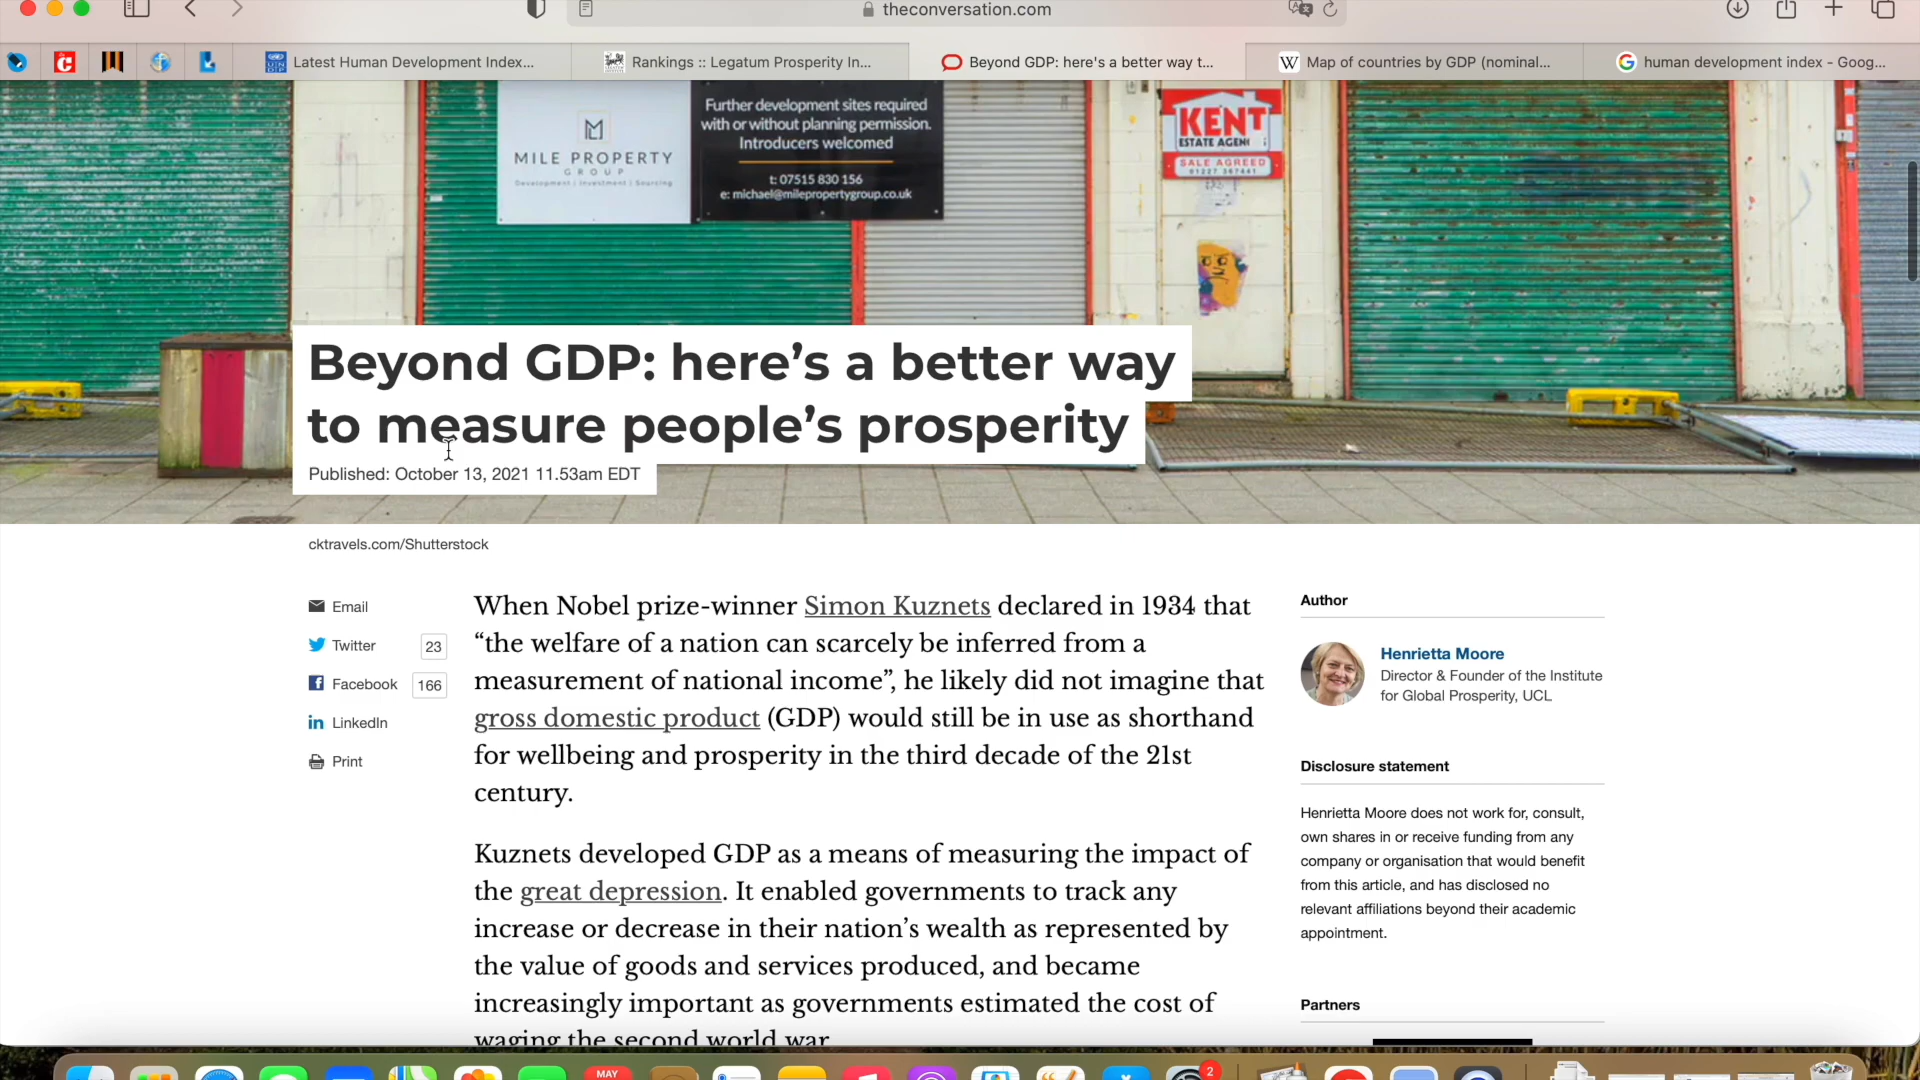 theconversation.com
Latest Human Development Index...
Rankings :: Legatum Prosperity In...
Beyond GDP: here's a better way t...
W
Map of countries by GDP (nominal...
human development index - Goog...
MILE PROPERTY
GROUP
Development | Investment | Sourcing
Further development sites required
with or without planning permission.
Introducers welcomed
t: 07515 830 156
e: michael@milepropertygroup.co.uk
KENT
ESTATE AGEN
SALE AGREED
01227 367441
Beyond GDP: here’s a better way
to measure people’s prosperity
Published: October 13, 2021 11.53am EDT
cktravels.com/Shutterstock
Email
Twitter 23
Facebook 166
LinkedIn
Print
When Nobel prize-winner Simon Kuznets declared in 1934 that
“the welfare of a nation can scarcely be inferred from a
measurement of national income”, he likely did not imagine that
gross domestic product (GDP) would still be in use as shorthand
for wellbeing and prosperity in the third decade of the 21st
century.
Kuznets developed GDP as a means of measuring the impact of
the great depression. It enabled governments to track any
increase or decrease in their nation’s wealth as represented by
the value of goods and services produced, and became
increasingly important as governments estimated the cost of
waging the second world war
Author
Henrietta Moore
Director & Founder of the Institute
for Global Prosperity, UCL
Disclosure statement
Henrietta Moore does not work for, consult,
own shares in or receive funding from any
company or organisation that would benefit
from this article, and has disclosed no
relevant affiliations beyond their academic
appointment.
Partners
MAY
2